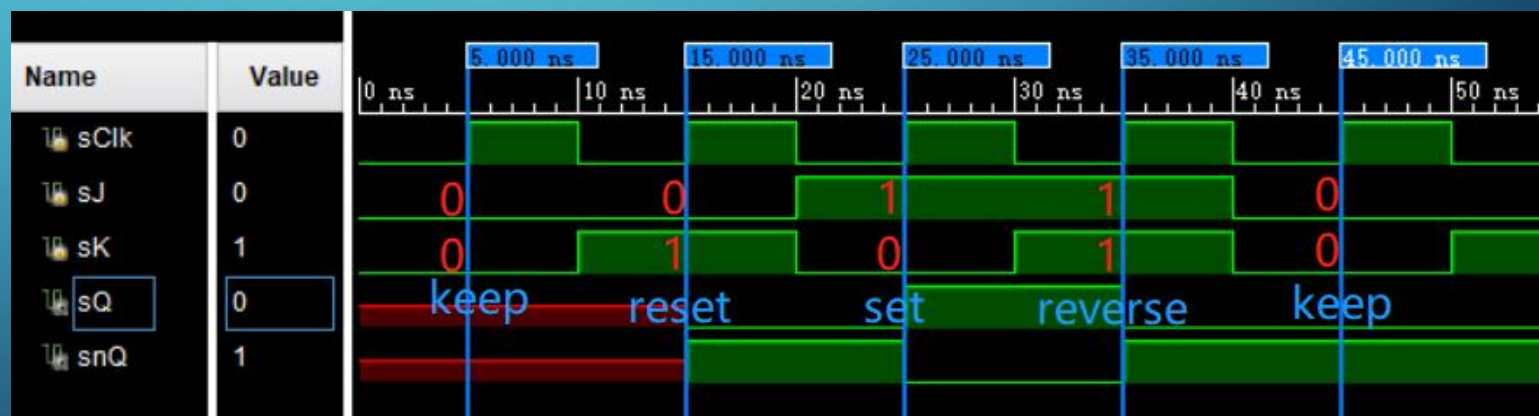 Name Value
5.000 ns 15.000 ns 25.000 ns 35.000 ns 45.000 ns
0 ns 10 ns 20 ns 30 ns 40 ns 50 ns
sClk 0
sJ 0 0 0 1 1 0
sK 1 0 1 0 1 0
sQ 0 keep reset set reverse keep
snQ 1